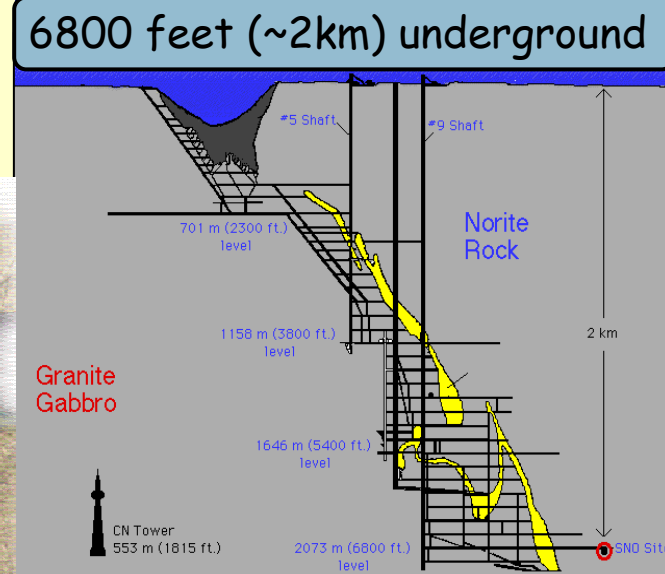 6800 feet (~2km) underground
#5 Shaft
#9 Shaft
701 m (2300 ft.)
level
Norite
Rock
1158 m (3800 ft.)
level
2 km
Granite
Gabbro
1646 m (5400 ft.)
level
CN Tower
553 m (1815 ft.)
2073 m (6800 ft.)
level
SNO Site